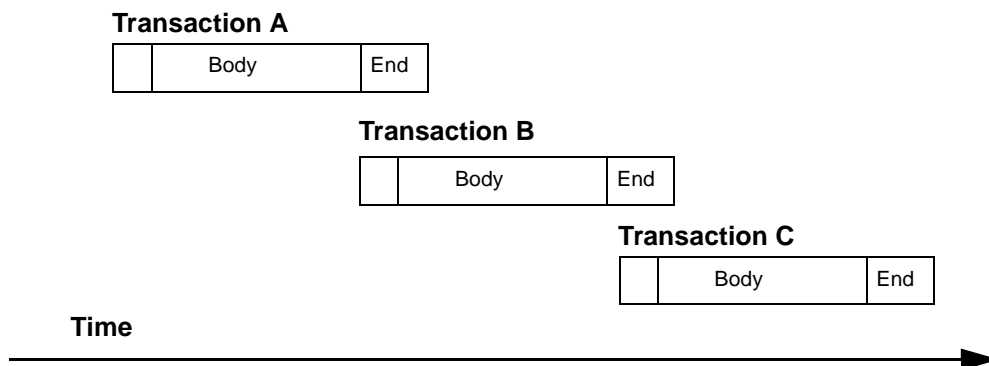 Transaction A
Body End
Transaction B
Body End
Transaction C
Body End
Time